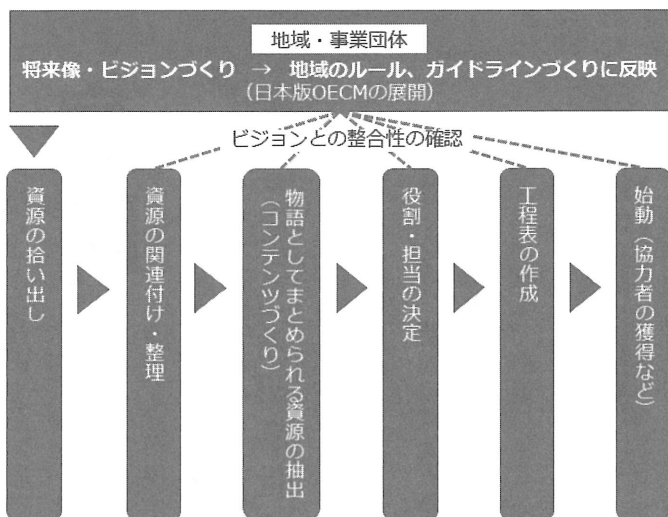 地域・事業団体
将来像・ビジョンづくり → 地域のルール、ガイドラインづくりに反映
（日本版OECMの展開）
ビジョンとの整合性の確認
資源の拾い出し
資源の関連付け・整理
物語としてまとめられる資源の抽出
（コンテンツづくり）
役割・担当の決定
工程表の作成
始動（協力者の獲得など）